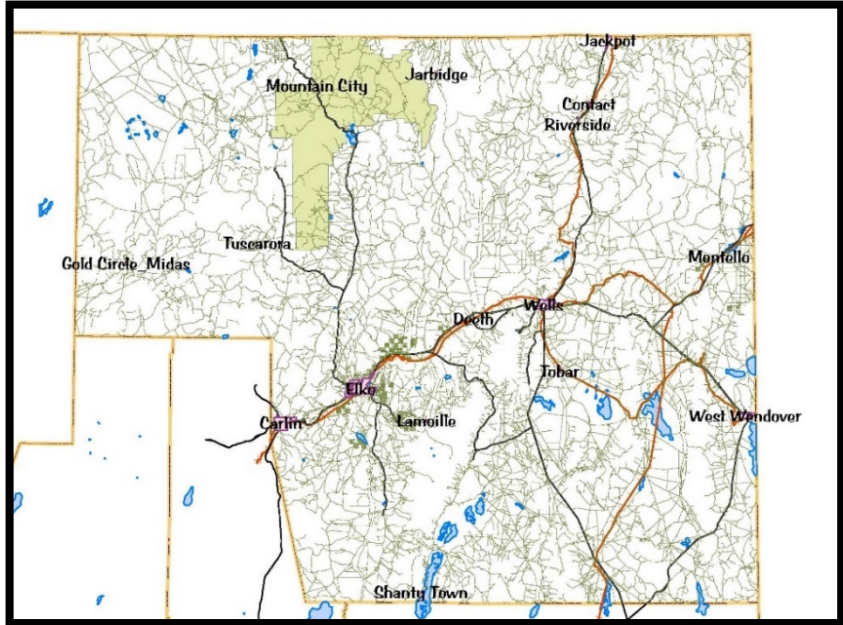 Jackpot
Mountain City
Jarbidge
Contact
Riverside
Tuscarora
Gold Circle_Midas
Montello
Wells
Deeth
Tobar
Elko
Carlin
Lamoille
West Wendover
Shanty Town